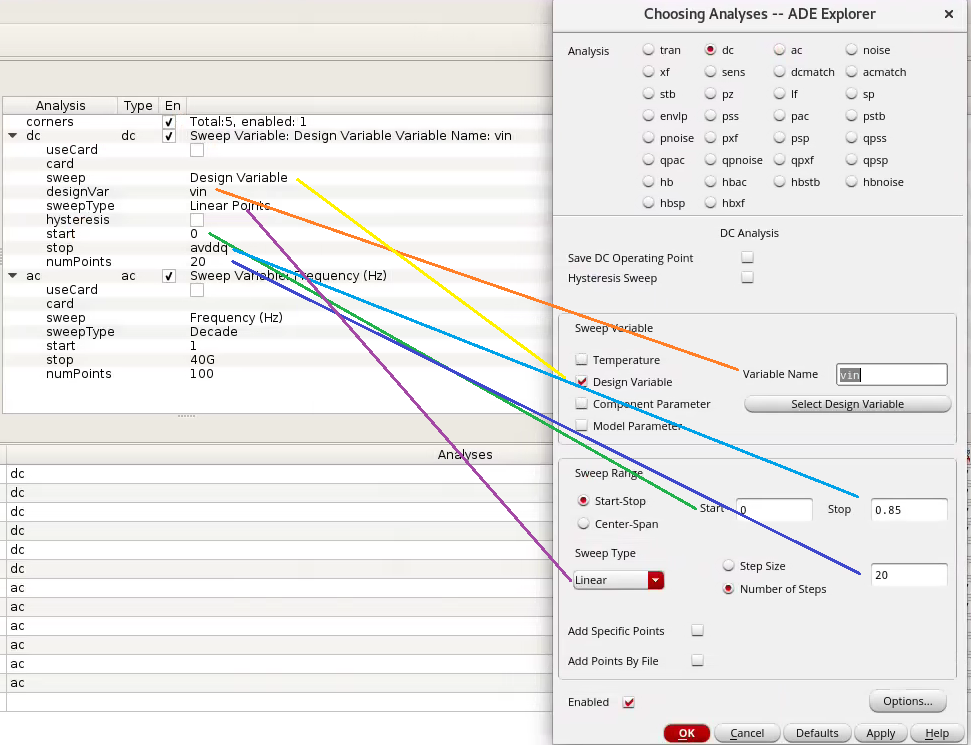 Analysis Type En
corners Total:5, enabled: 1
dc dc Sweep Variable: Design Variable Variable Name: vin
useCard
card
sweep Design Variable
designVar vin
sweepType Linear Points
hysteresis
start 0
stop avddq
numPoints 20
ac ac Sweep Variable: Frequency (Hz)
useCard
card
sweep Frequency (Hz)
sweepType Decade
start 1
stop 40G
numPoints 100
Analyses
dc
dc
dc
dc
dc
dc
ac
ac
ac
ac
ac
ac
Choosing Analyses -- ADE Explorer
Analysis tran dc ac noise
xf sens dcmatch acmatch
stb pz lf sp
envlp pss pac pstb
pnoise pxf psp qpss
qpac qpnoise qpxf qpsp
hb hbac hbstb hbnoise
hbsp hbxf
DC Analysis
Save DC Operating Point
Hysteresis Sweep
Sweep Variable
Temperature
Design Variable
Component Parameter
Model Parameter
Variable Name vin
Select Design Variable
Sweep Range
Start-Stop
Center-Span
Start 0 Stop 0.85
Sweep Type
Linear
Step Size
Number of Steps
20
Add Specific Points
Add Points By File
Enabled
Options...
OK Cancel Defaults Apply Help